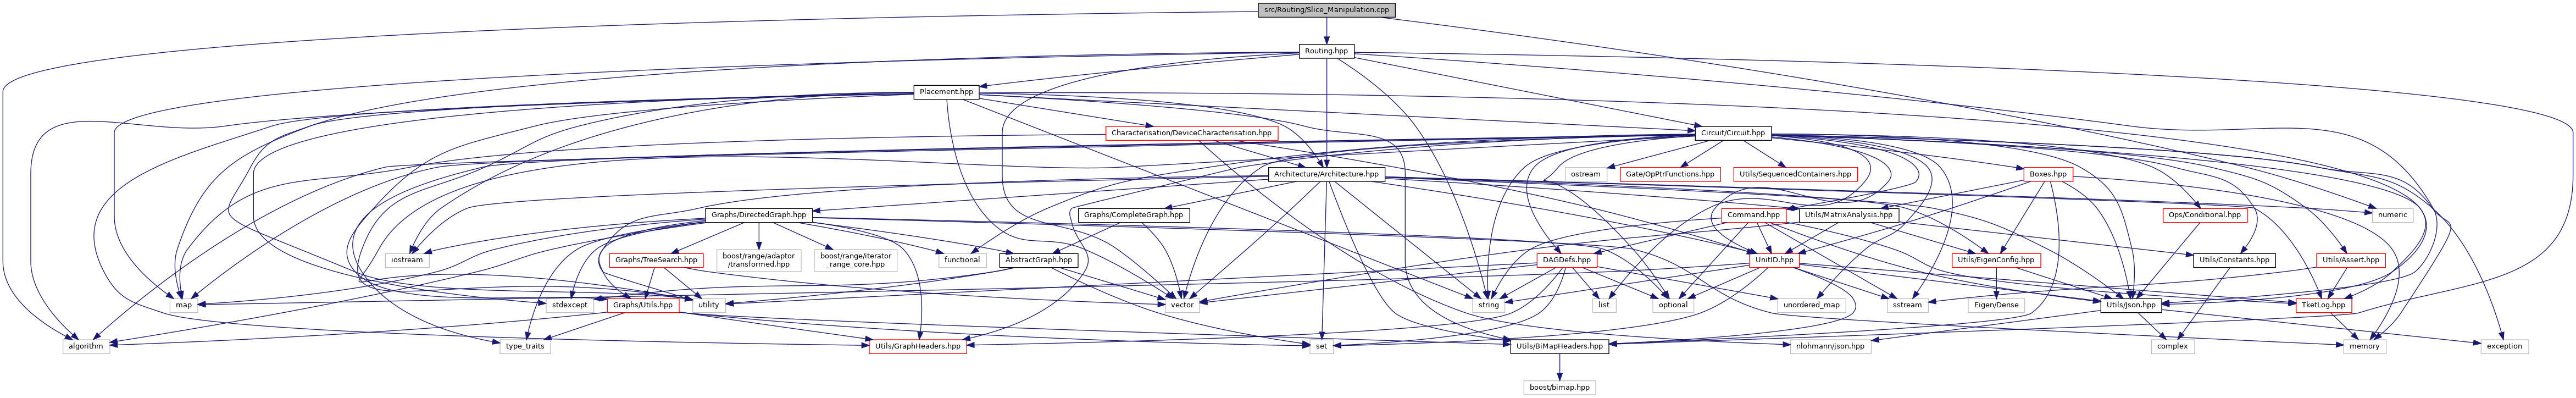 src/Routing/Slice_Manipulation.cpp
Routing.hpp
Placement.hpp
Characterisation/DeviceCharacterisation.hpp
Circuit/Circuit.hpp
Architecture/Architecture.hpp
ostream
Gate/OpPtrFunctions.hpp
Utils/SequencedContainers.hpp
Boxes.hpp
Graphs/DirectedGraph.hpp
Graphs/CompleteGraph.hpp
Command.hpp
Utils/MatrixAnalysis.hpp
Ops/Conditional.hpp
numeric
iostream
Graphs/TreeSearch.hpp
boost/range/adaptor
/transformed.hpp
boost/range/iterator
_range_core.hpp
functional
AbstractGraph.hpp
DAGDefs.hpp
UnitID.hpp
Utils/EigenConfig.hpp
Utils/Constants.hpp
Utils/Assert.hpp
map
stdexcept
Graphs/Utils.hpp
utility
vector
string
list
optional
unordered_map
sstream
Eigen/Dense
Utils/Json.hpp
TketLog.hpp
algorithm
type_traits
Utils/GraphHeaders.hpp
set
Utils/BiMapHeaders.hpp
nlohmann/json.hpp
complex
memory
exception
boost/bimap.hpp